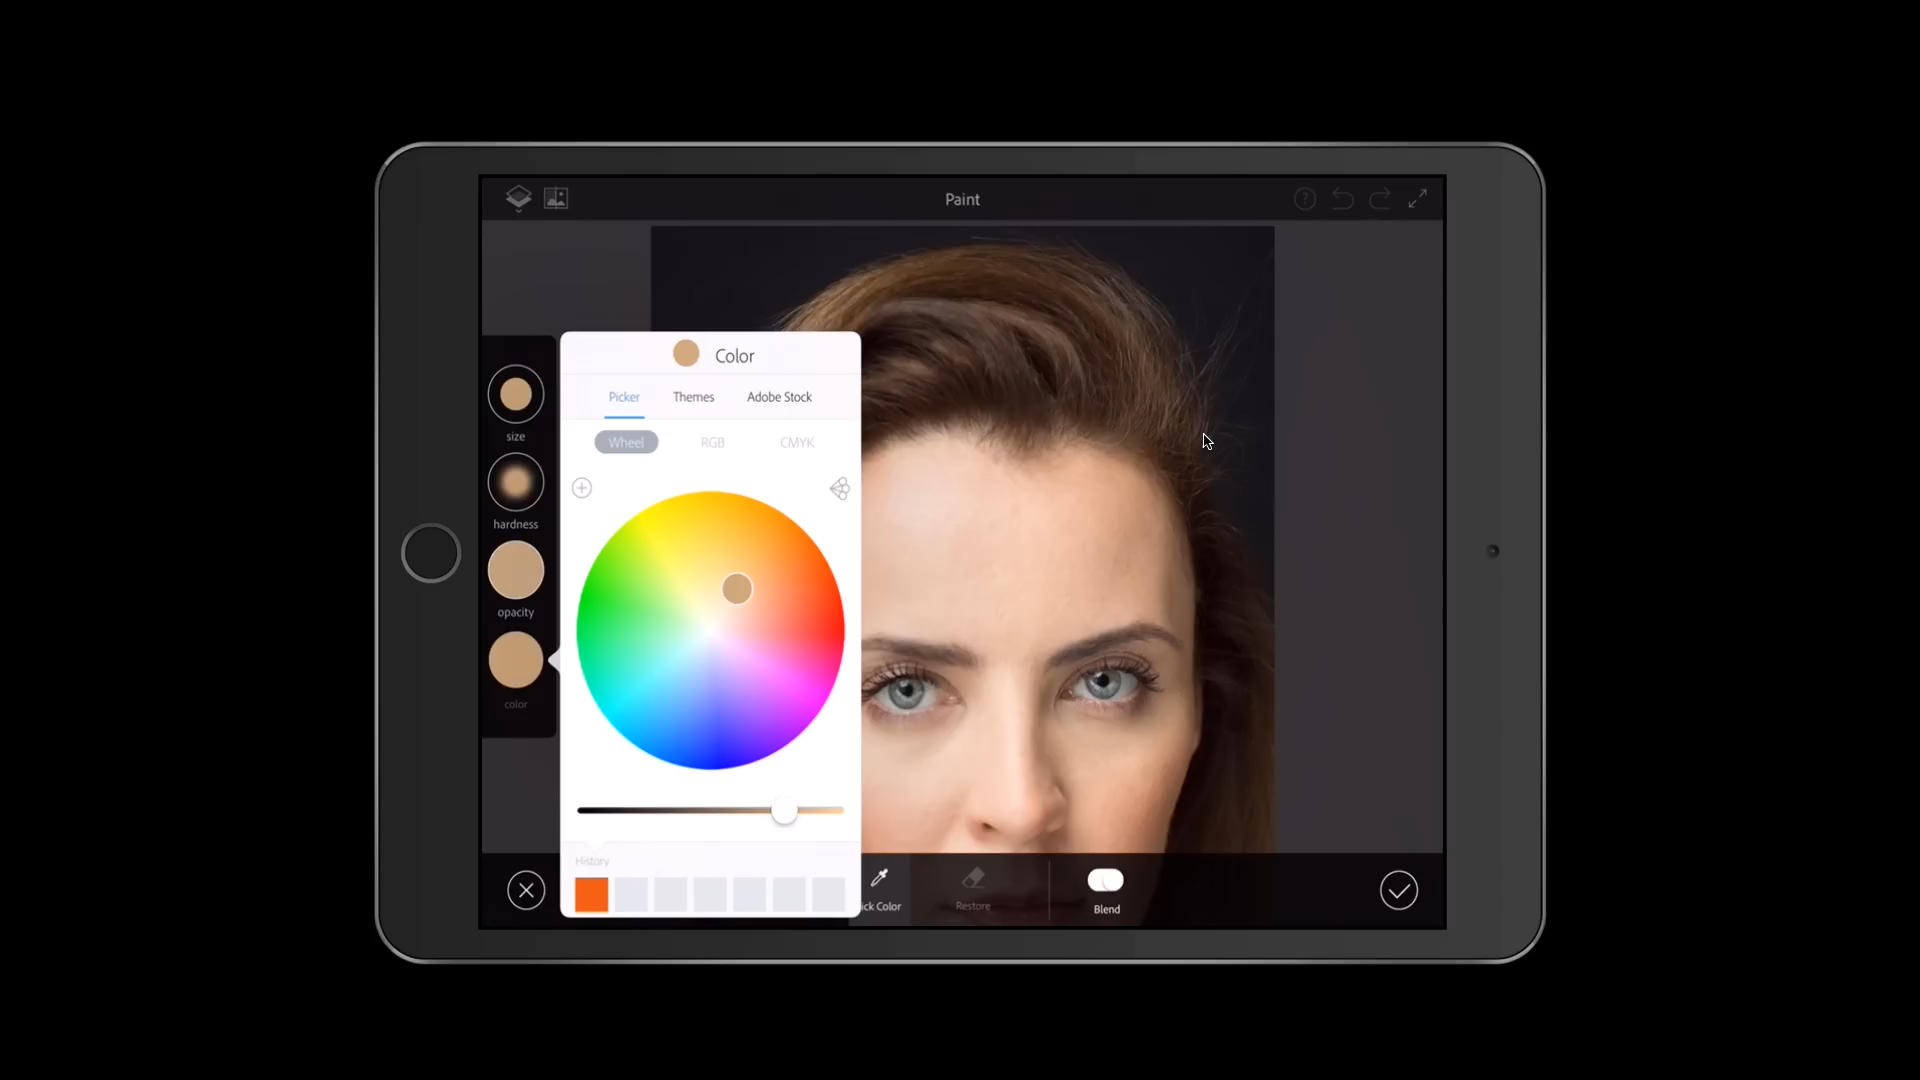 Paint
Color
Picker Themes Adobe Stock
Wheel RGB CMYK
size
hardness
opacity
color
History
ick Color
Restore
Blend